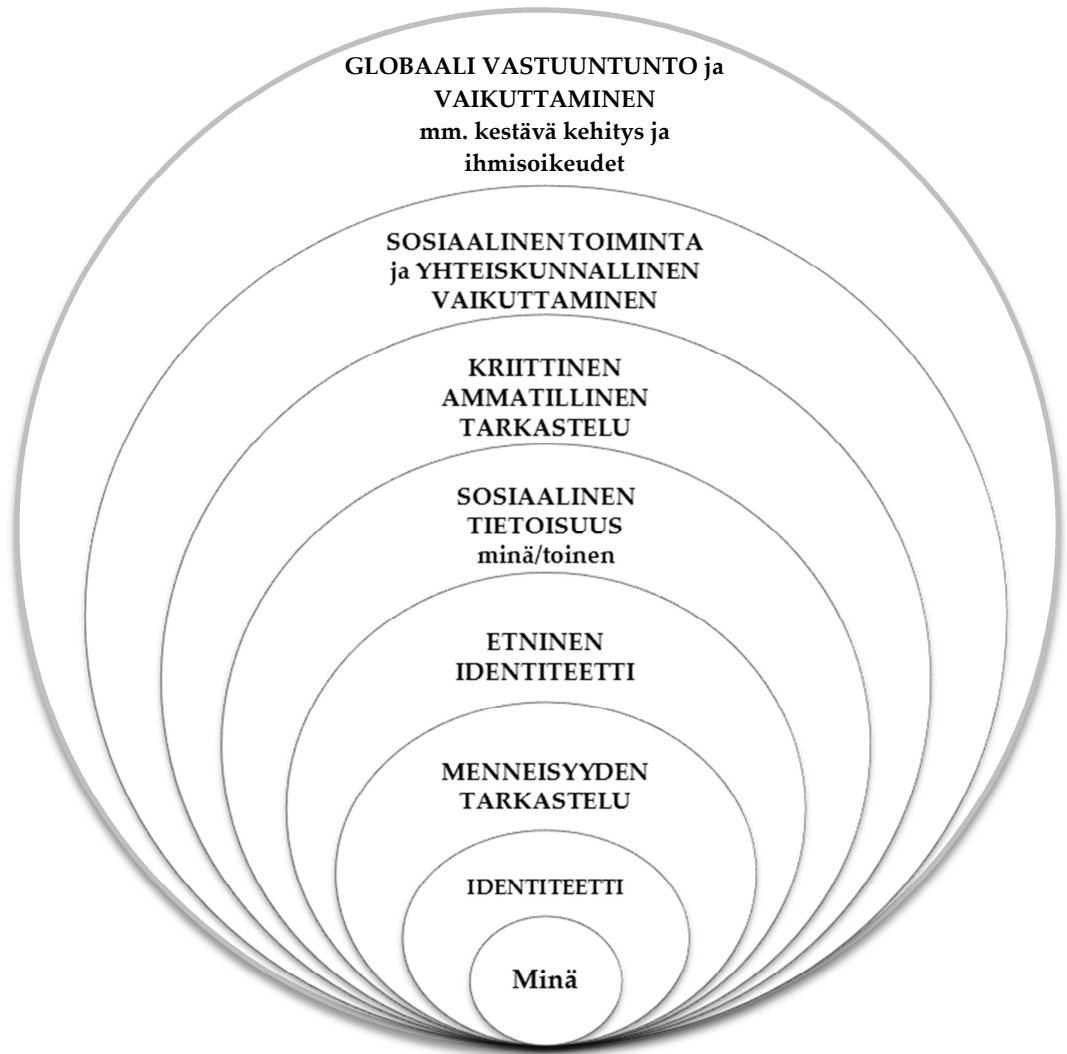 GLOBAALI VASTUUNTUNTO ja
VAIKUTTAMINEN
mm. kestävä kehitys ja
ihmisoikeudet
SOSIAALINEN TOIMINTA
ja YHTEISKUNNALLINEN
VAIKUTTAMINEN
KRIITTINEN
AMMATILLINEN
TARKASTELU
SOSIAALINEN
TIETOISUUS
minä/toinen
ETNINEN
IDENTITEETTI
MENNEISYYDEN
TARKASTELU
IDENTITEETTI
Minä